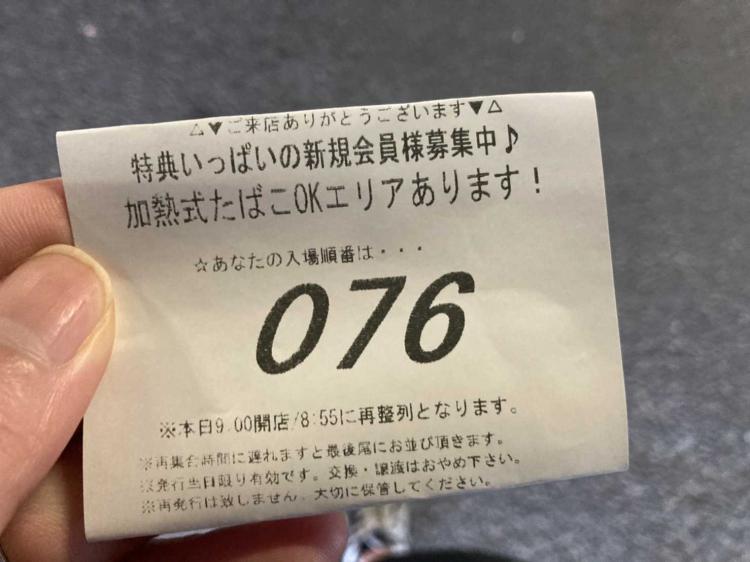 △▼ご来店ありがとうございます▼△
特典いっぱいの新規会員様募集中♪
加熱式たばこOKエリアあります!
☆あなたの入場順番は・・・
076
※本日9:00開店/8:55に再整列となります。
※再集合時間に遅れますと最後尾にお並び頂きます。
※発行当日限り有効です。交換・譲渡はおやめ下さい。
※再発行は致しません。大切に保管してください。